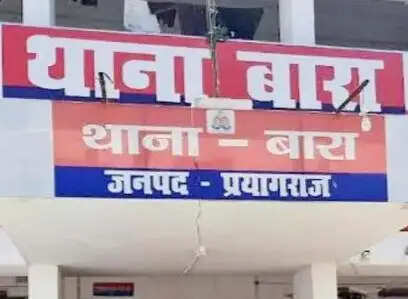 थाना बारा
थाना - बारा
जनपद - प्रयागराज